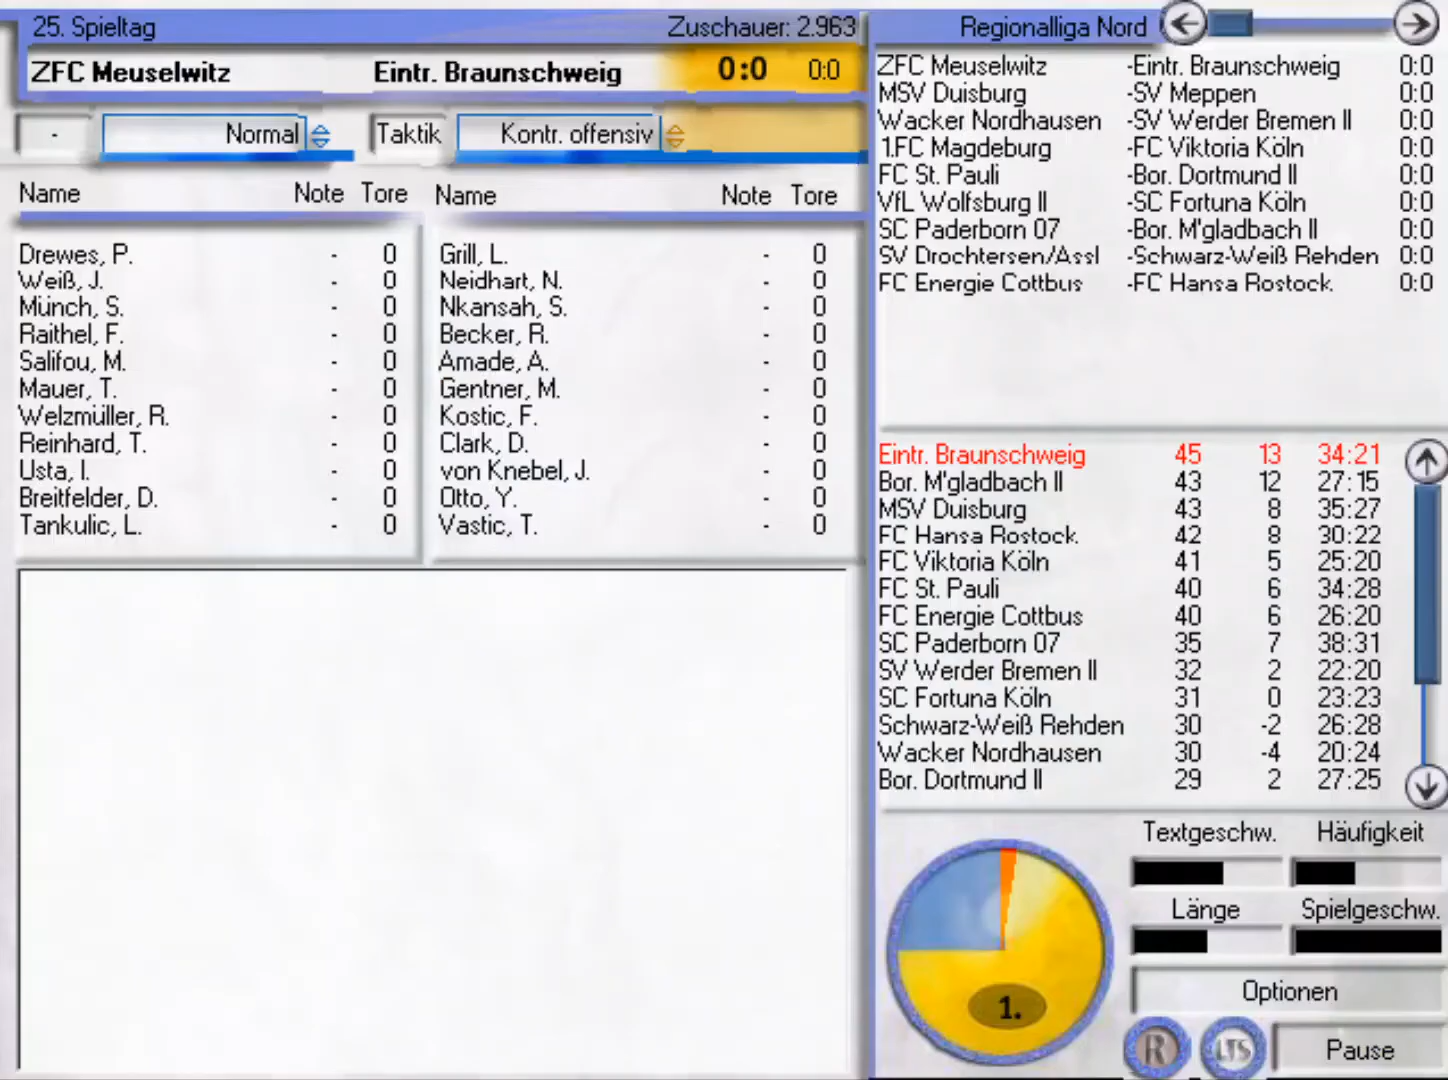 25. Spieltag Zuschauer: 2.963
ZFC Meuselwitz Eintr. Braunschweig 0:0 0:0
- Normal Taktik Kontr. offensiv
Name Note Tore Name Note Tore
Drewes, P. - 0 Grill, L. - 0
Weiß, J. - 0 Neidhart, N. - 0
Münch, S. - 0 Nkansah, S. - 0
Raithel, F. - 0 Becker, R. - 0
Salifou, M. - 0 Amade, A. - 0
Mauer, T. - 0 Gentner, M. - 0
Welzmüller, R. - 0 Kostic, F. - 0
Reinhard, T. - 0 Clark, D. - 0
Usta, I. - 0 von Knebel, J. - 0
Breitfelder, D. - 0 Otto, Y. - 0
Tankulic, L. - 0 Vastic, T. - 0
Regionalliga Nord
ZFC Meuselwitz -Eintr. Braunschweig 0:0
MSV Duisburg -SV Meppen 0:0
Wacker Nordhausen -SV Werder Bremen II 0:0
1.FC Magdeburg -FC Viktoria Köln 0:0
FC St. Pauli -Bor. Dortmund II 0:0
VfL Wolfsburg II -SC Fortuna Köln 0:0
SC Paderborn 07 -Bor. M'gladbach II 0:0
SV Drochtersen/Assl -Schwarz-Weiß Rehden 0:0
FC Energie Cottbus -FC Hansa Rostock 0:0
Eintr. Braunschweig 45 13 34:21
Bor. M'gladbach II 43 12 27:15
MSV Duisburg 43 8 35:27
FC Hansa Rostock 42 8 30:22
FC Viktoria Köln 41 5 25:20
FC St. Pauli 40 6 34:28
FC Energie Cottbus 40 6 26:20
SC Paderborn 07 35 7 38:31
SV Werder Bremen II 32 2 22:20
SC Fortuna Köln 31 0 23:23
Schwarz-Weiß Rehden 30 -2 26:28
Wacker Nordhausen 30 -4 20:24
Bor. Dortmund II 29 2 27:25
Textgeschw. Häufigkeit
Länge Spielgeschw.
1.
Optionen
R LTS Pause